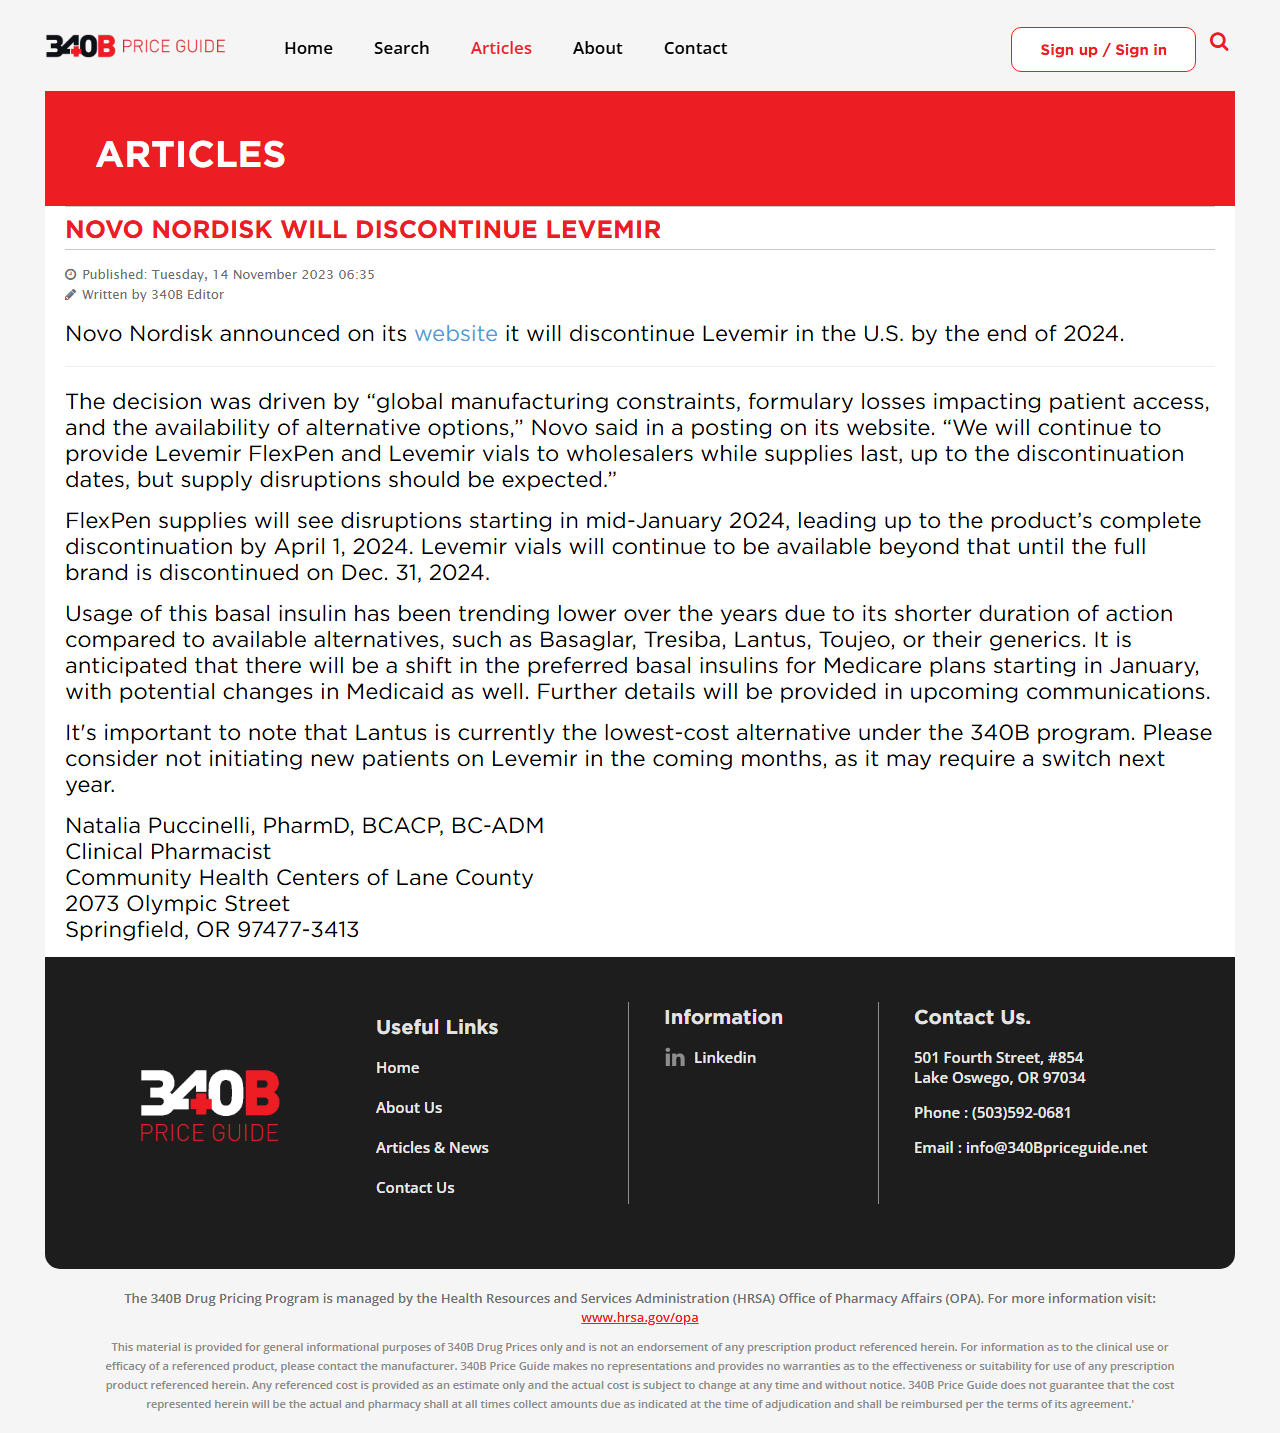 340B PRICE GUIDE
Home Search Articles About Contact
Sign up / Sign in
ARTICLES
NOVO NORDISK WILL DISCONTINUE LEVEMIR
Published: Tuesday, 14 November 2023 06:35
Written by 340B Editor
Novo Nordisk announced on its website it will discontinue Levemir in the U.S. by the end of 2024.
The decision was driven by “global manufacturing constraints, formulary losses impacting patient access,
and the availability of alternative options,” Novo said in a posting on its website. “We will continue to
provide Levemir FlexPen and Levemir vials to wholesalers while supplies last, up to the discontinuation
dates, but supply disruptions should be expected.”
FlexPen supplies will see disruptions starting in mid-January 2024, leading up to the product’s complete
discontinuation by April 1, 2024. Levemir vials will continue to be available beyond that until the full
brand is discontinued on Dec. 31, 2024.
Usage of this basal insulin has been trending lower over the years due to its shorter duration of action
compared to available alternatives, such as Basaglar, Tresiba, Lantus, Toujeo, or their generics. It is
anticipated that there will be a shift in the preferred basal insulins for Medicare plans starting in January,
with potential changes in Medicaid as well. Further details will be provided in upcoming communications.
It's important to note that Lantus is currently the lowest-cost alternative under the 340B program. Please
consider not initiating new patients on Levemir in the coming months, as it may require a switch next
year.
Natalia Puccinelli, PharmD, BCACP, BC-ADM
Clinical Pharmacist
Community Health Centers of Lane County
2073 Olympic Street
Springfield, OR 97477-3413
340B
PRICE GUIDE
Useful Links
Home
About Us
Articles & News
Contact Us
Information
in Linkedin
Contact Us.
501 Fourth Street, #854
Lake Oswego, OR 97034
Phone : (503)592-0681
Email : info@340Bpriceguide.net
The 340B Drug Pricing Program is managed by the Health Resources and Services Administration (HRSA) Office of Pharmacy Affairs (OPA). For more information visit:
www.hrsa.gov/opa
This material is provided for general informational purposes of 340B Drug Prices only and is not an endorsement of any prescription product referenced herein. For information as to the clinical use or
efficacy of a referenced product, please contact the manufacturer. 340B Price Guide makes no representations and provides no warranties as to the effectiveness or suitability for use of any prescription
product referenced herein. Any referenced cost is provided as an estimate only and the actual cost is subject to change at any time and without notice. 340B Price Guide does not guarantee that the cost
represented herein will be the actual and pharmacy shall at all times collect amounts due as indicated at the time of adjudication and shall be reimbursed per the terms of its agreement.'